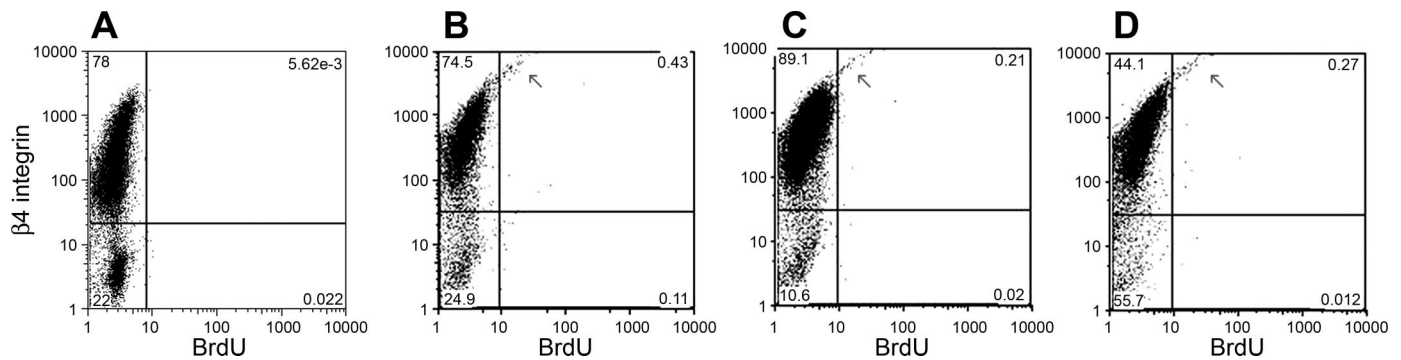 A B C D
10000 78 5.62e-3 10000 74.5 0.43 10000 89.1 0.21 10000 44.1 0.27
1000 1000 1000 1000
β4 integrin
100 100 100 100
10 10 10 10
1 22 0.022 1 24.9 0.11 1 10.6 0.02 1 55.7 0.012
1 10 100 1000 10000 1 10 100 1000 10000 1 10 100 1000 10000 1 10 100 1000 10000
BrdU BrdU BrdU BrdU